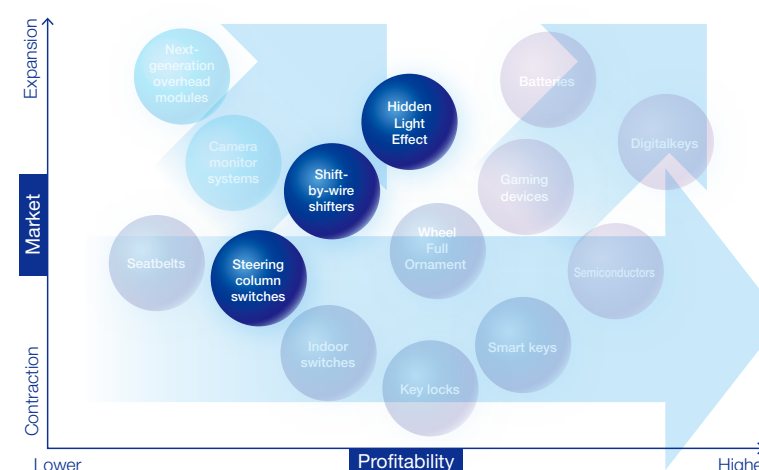 Expansion
Market
Contraction
Next-
generation
overhead
modules
Camera
monitor
systems
Hidden
Light
Effect
Shift-
by-wire
shifters
Batteries
Digitalkeys
Gaming
devices
Seatbelts
Steering
column
switches
Wheel
Full
Ornament
Semiconductors
Indoor
switches
Key locks
Smart keys
Lower
Profitability
Highe